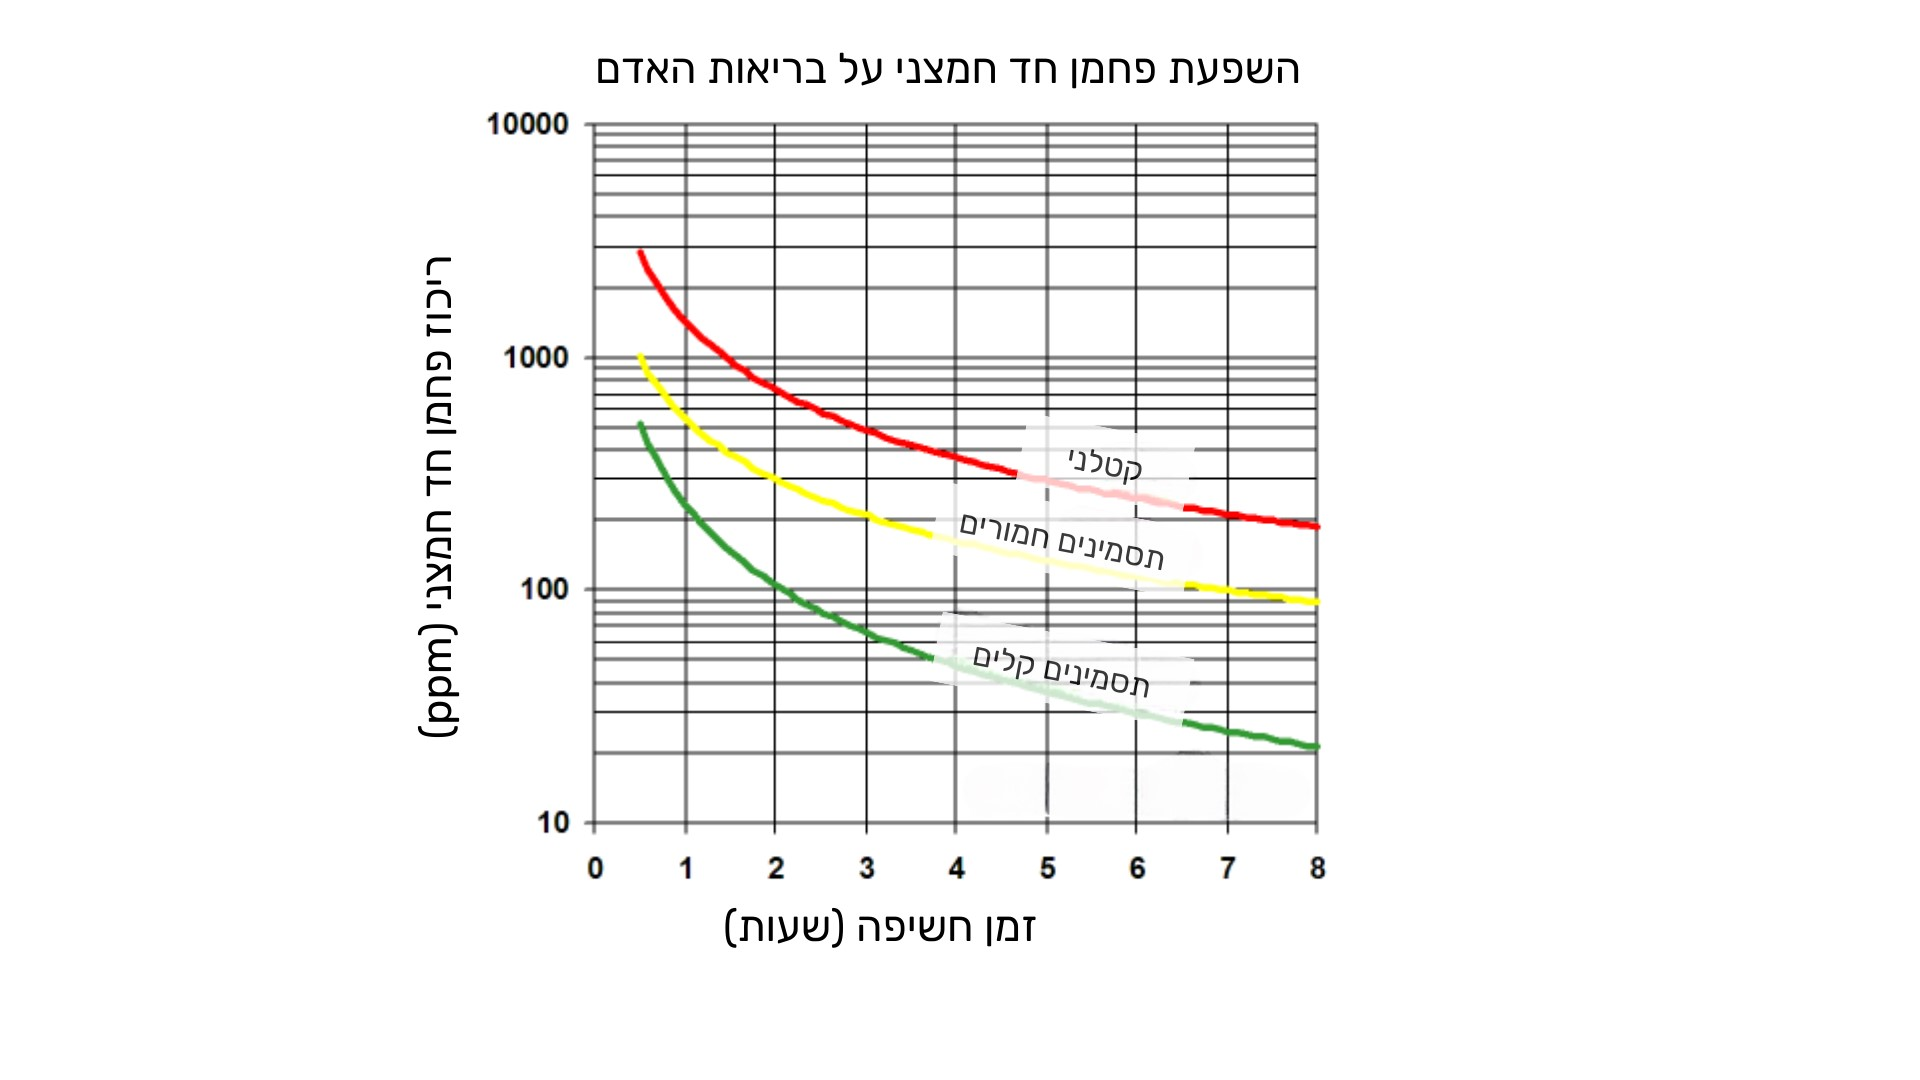 השפעת פחמן חד חמצני על בריאות האדם
ריכוז פחמן חד חמצני (ppm)
10000
1000
100
10
קטלני
תסמינים חמורים
תסמינים קלים
0 1 2 3 4 5 6 7 8
זמן חשיפה (שעות)